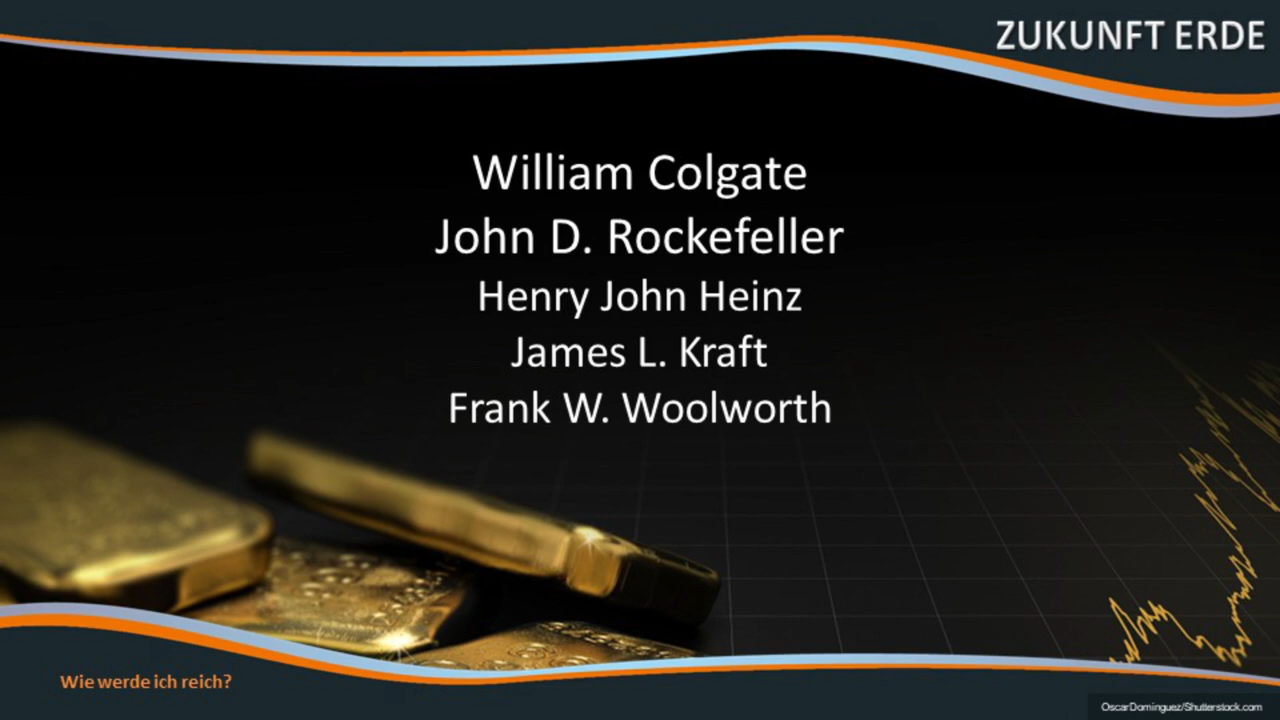 ZUKUNFT ERDE
William Colgate
John D. Rockefeller
Henry John Heinz
James L. Kraft
Frank W. Woolworth
Wie werde ich reich?
OscarDominguez/Shutterstock.com